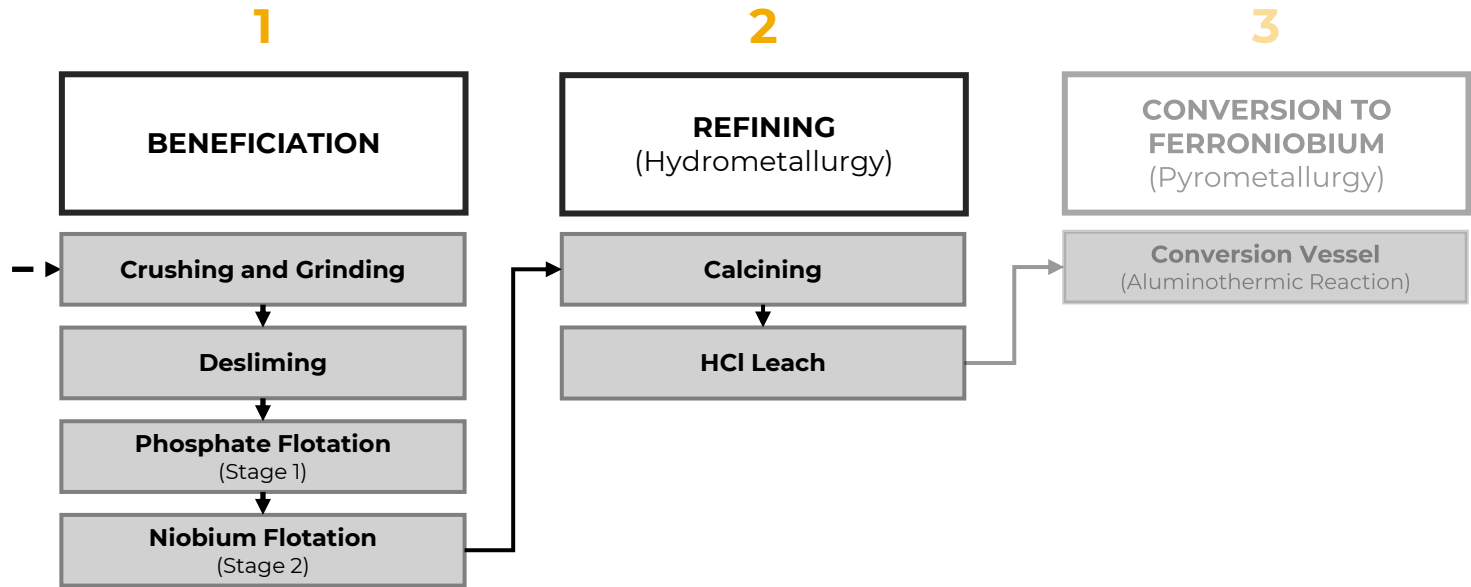 1
BENEFICIATION
Crushing and Grinding
Desliming
Phosphate Flotation
(Stage 1)
Niobium Flotation
(Stage 2)
2
REFINING
(Hydrometallurgy)
Calcining
HCl Leach
3
CONVERSION TO
FERRONIOBIUM
(Pyrometallurgy)
Conversion Vessel
(Aluminothermic Reaction)